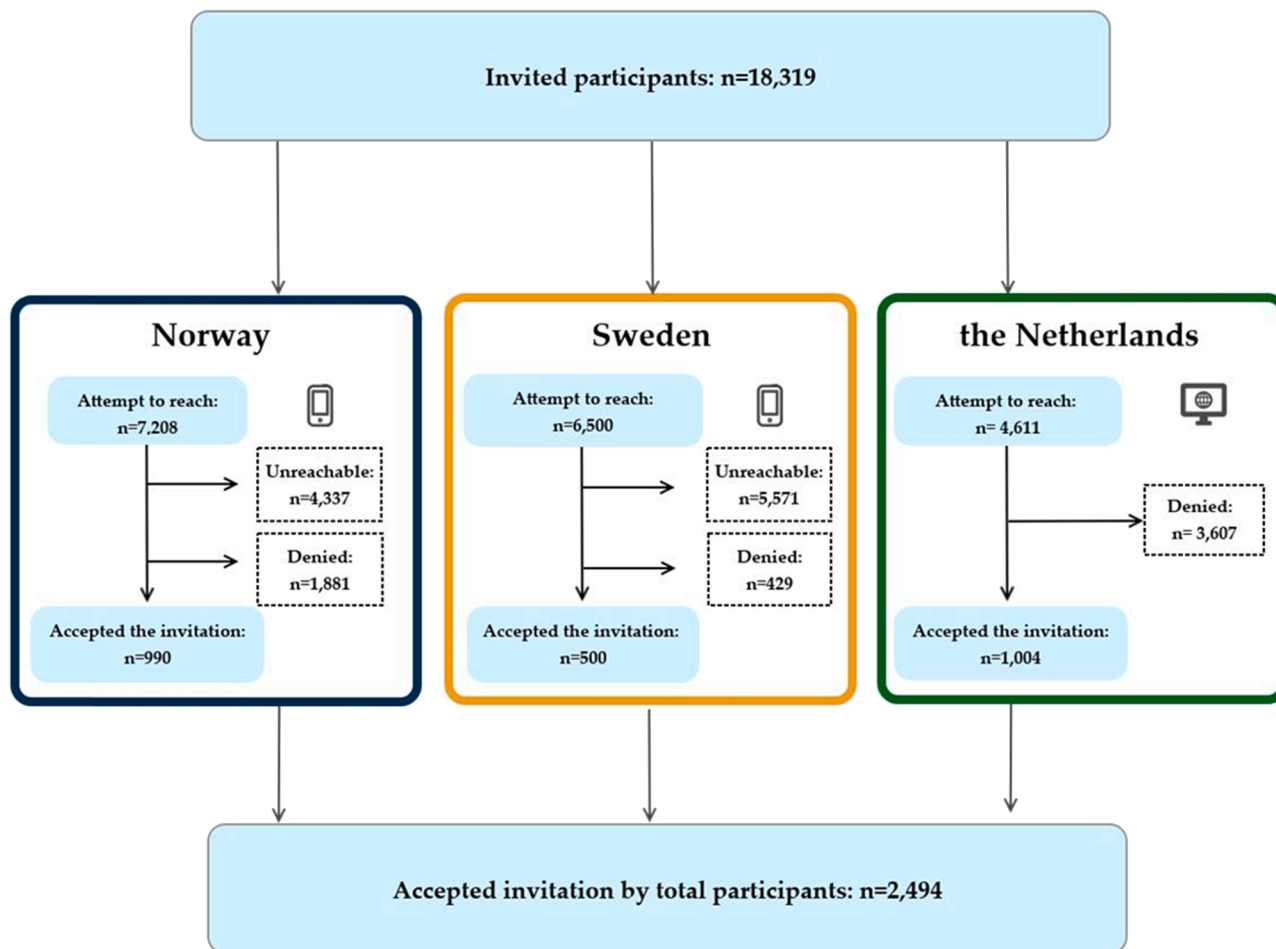 Invited participants: n=18,319
Norway
Attempt to reach:
n=7,208
Unreachable:
n=4,337
Denied:
n=1,881
Accepted the invitation:
n=990
Sweden
Attempt to reach:
n=6,500
Unreachable:
n=5,571
Denied:
n=429
Accepted the invitation:
n=500
the Netherlands
Attempt to reach:
n= 4,611
Denied:
n= 3,607
Accepted the invitation:
n=1,004
Accepted invitation by total participants: n=2,494